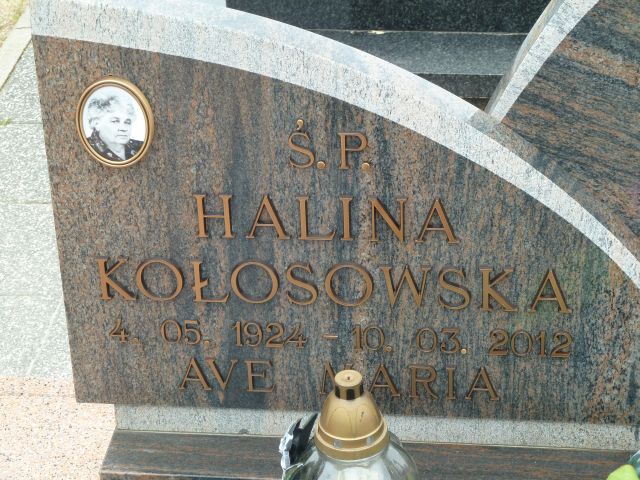 Ś.P.
HALINA
KOŁOSOWSKA
4. 05. 1924 - 10. 03. 2012
AVE MARIA